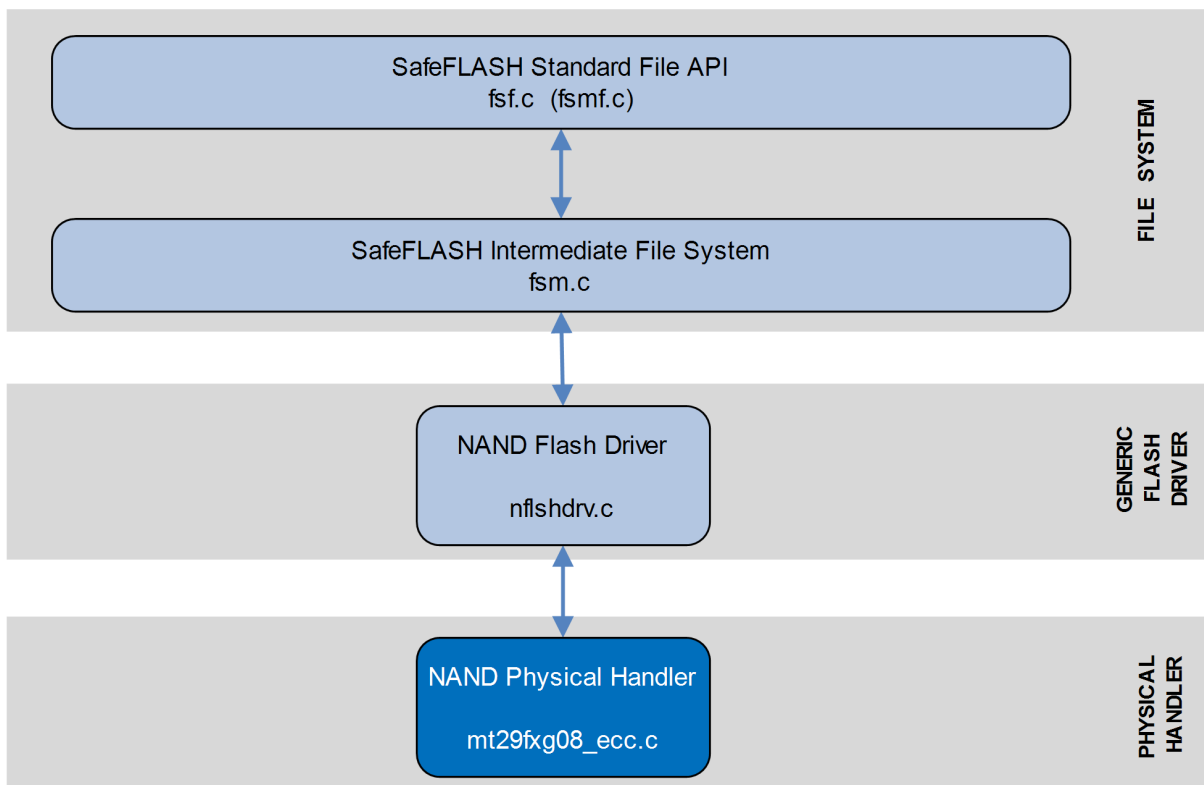 SafeFLASH Standard File API
fsf.c (fsmf.c)
FILE SYSTEM
SafeFLASH Intermediate File System
fsm.c
NAND Flash Driver
nflshdrv.c
GENERIC
FLASH
DRIVER
NAND Physical Handler
mt29fxg08_ecc.c
PHYSICAL
HANDLER